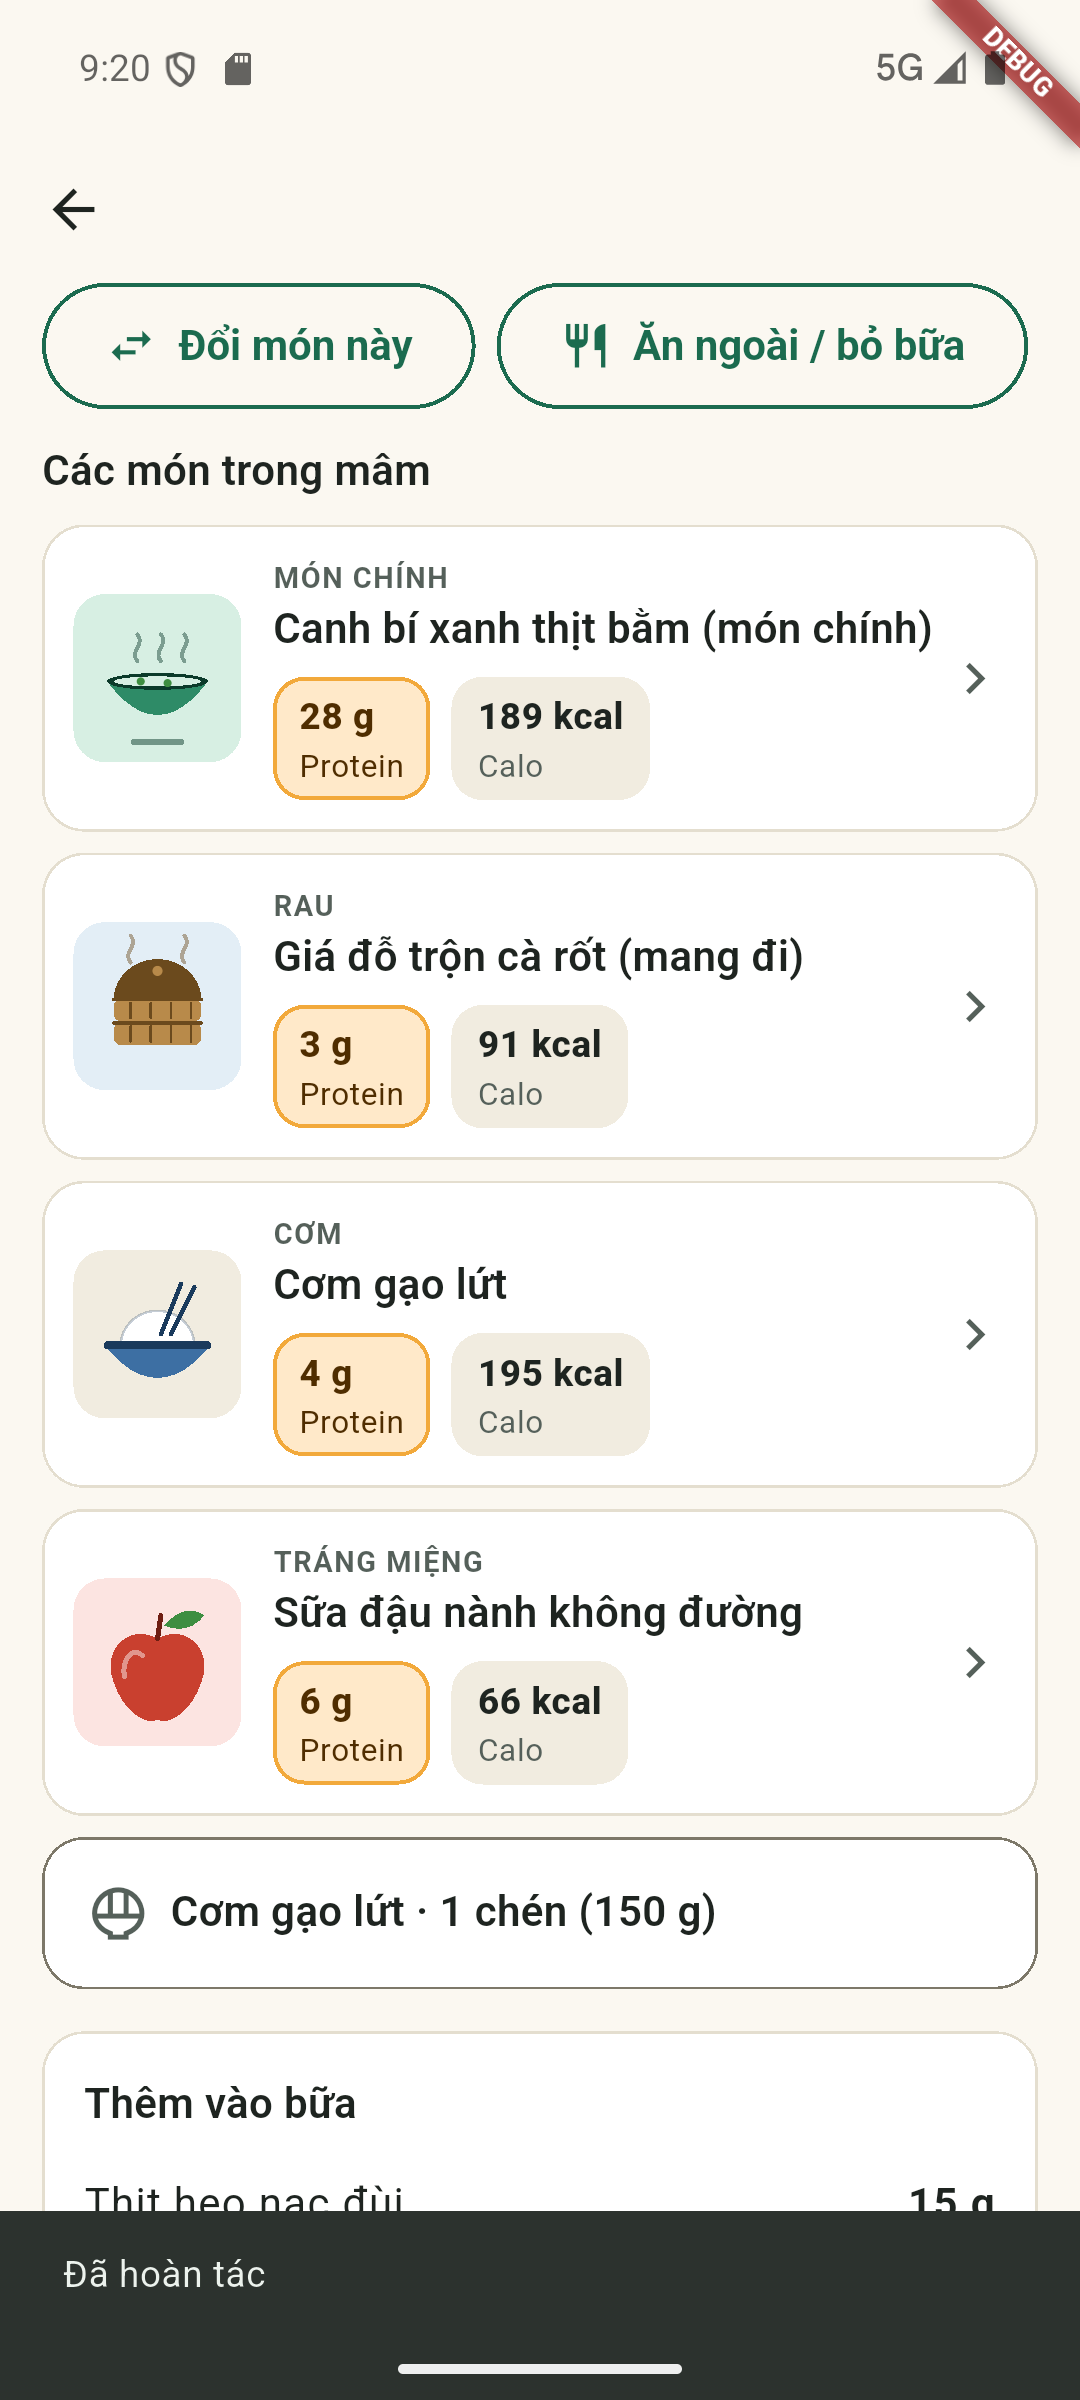 9:20
5G
DEBUG
Đổi món này
Ăn ngoài / bỏ bữa
Các món trong mâm
MÓN CHÍNH
Canh bí xanh thịt bằm (món chính)
28 g
Protein
189 kcal
Calo
RAU
Giá đỗ trộn cà rốt (mang đi)
3 g
Protein
91 kcal
Calo
CƠM
Cơm gạo lứt
4 g
Protein
195 kcal
Calo
TRÁNG MIỆNG
Sữa đậu nành không đường
6 g
Protein
66 kcal
Calo
Cơm gạo lứt · 1 chén (150 g)
Thêm vào bữa
Thịt heo nạc đùi
15 g
Đã hoàn tác